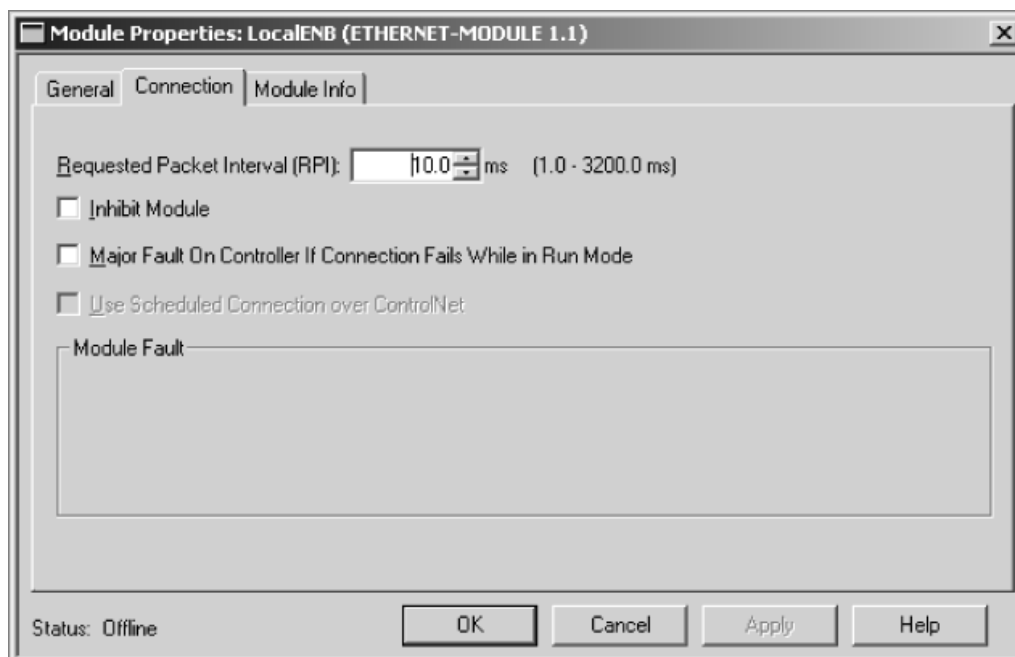 Module Properties: LocalENB (ETHERNET-MODULE 1.1)
General Connection Module Info
Requested Packet Interval (RPI): 10.0 ms (1.0 - 3200.0 ms)
Inhibit Module
Major Fault On Controller If Connection Fails While in Run Mode
Use Scheduled Connection over ControlNet
Module Fault
Status: Offline OK Cancel Apply Help